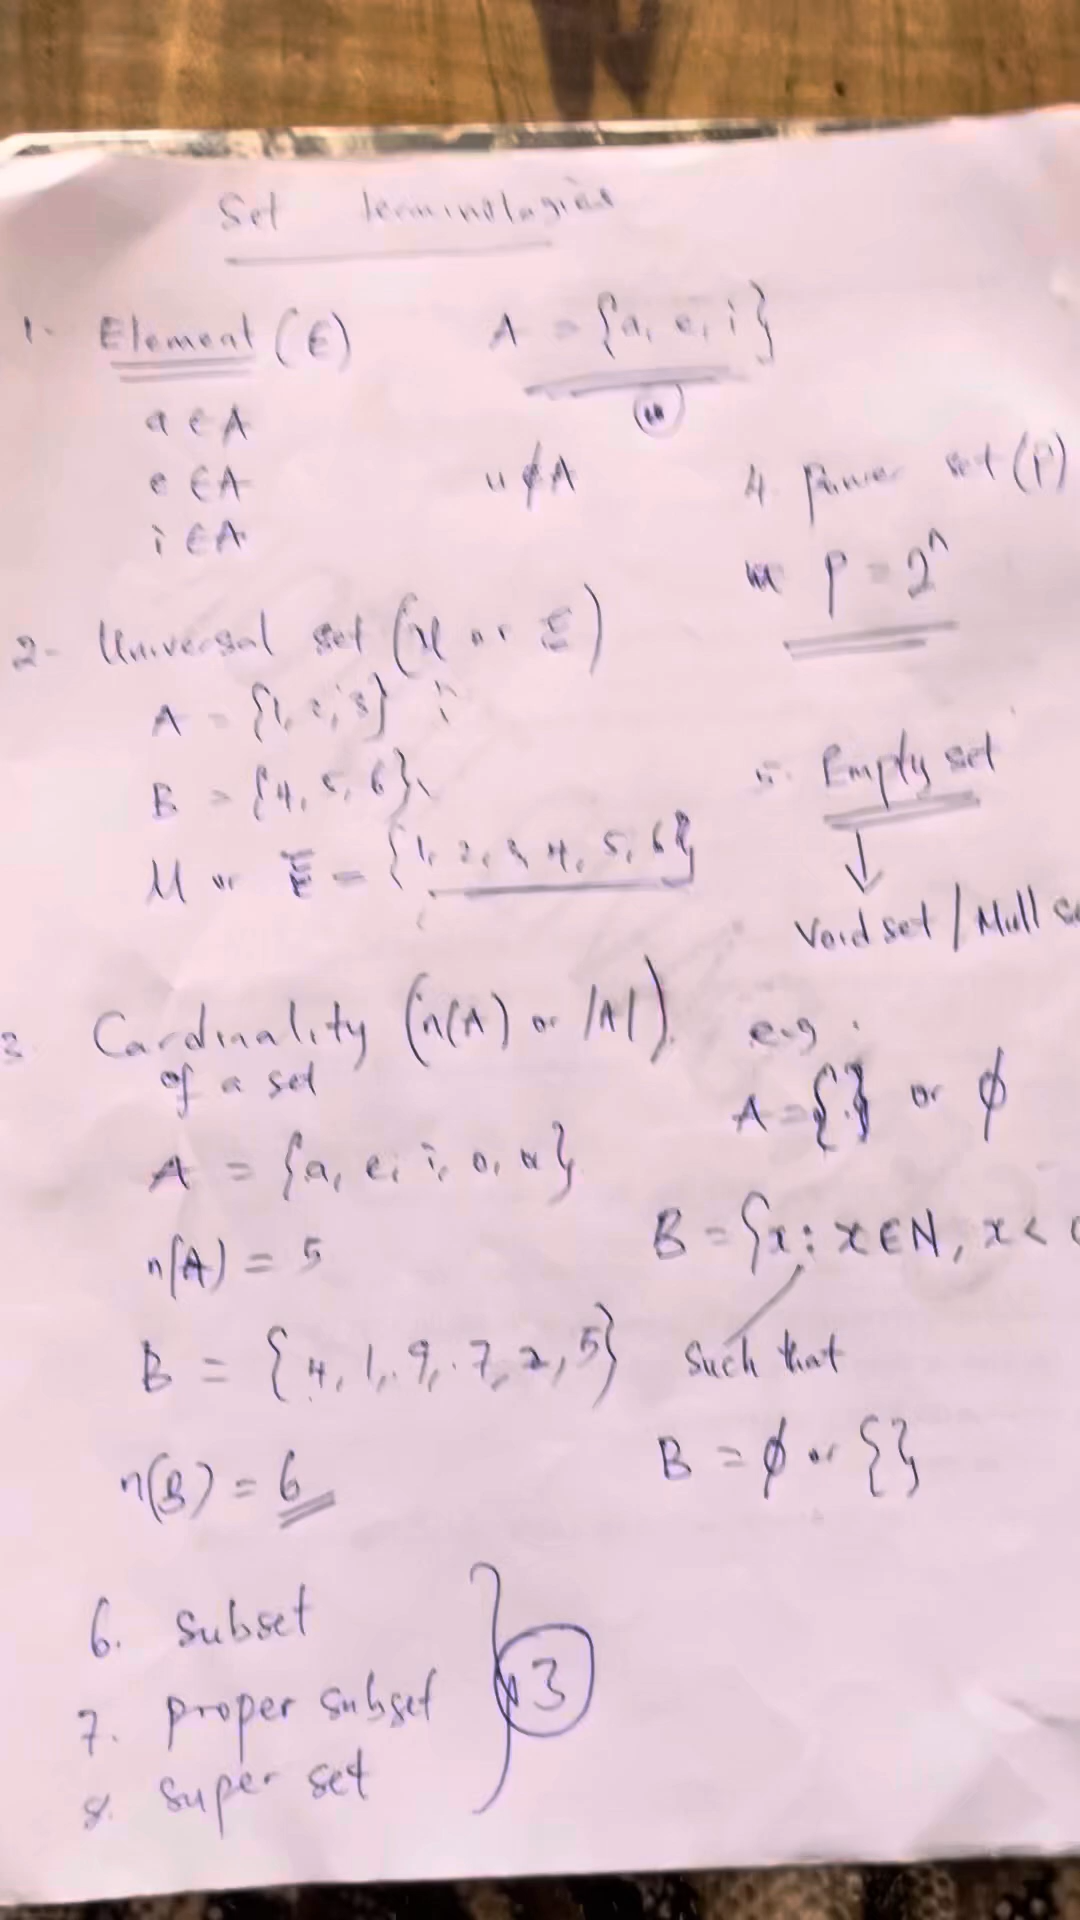 Set terminologies
1. Element (E)
A = {a, e, i}
a ∈ A
e ∈ A
u ∉ A
i ∈ A
2. Universal set (U or E)
A = {1, 2, 3}
B = {4, 5, 6}
U or E = {1, 2, 3, 4, 5, 6}
3 Cardinality (n(A) or |A|)
of a set
A = {a, e, i, o, u}
n(A) = 5
B = {4, 1, 9, 7, 2, 5}
n(B) = 6
4. Power set (P)
P = 2ⁿ
5. Empty set
↓
Void set / Null
e.g.
A = {} or ϕ
B = {x : x ∈ N, x <
Such that
B = ϕ or {}
6. Subset
7. Proper subset
8. Super set
3